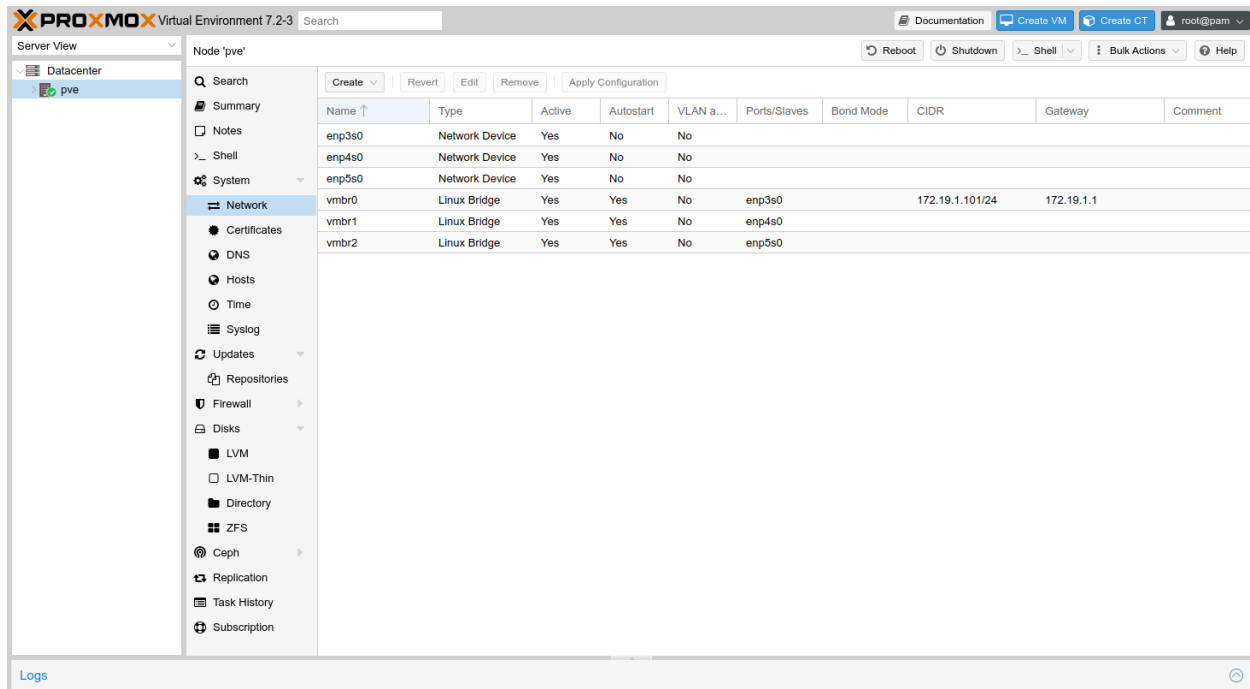 PROXMOX Virtual Environment 7.2-3 Search Documentation Create VM Create CT root@pam
Server View
Datacenter
pve
Node 'pve' Reboot Shutdown >_ Shell Bulk Actions Help
Search
Summary
Notes
>_ Shell
System
Network
Certificates
DNS
Hosts
Time
Syslog
Updates
Repositories
Firewall
Disks
LVM
LVM-Thin
Directory
ZFS
Ceph
Replication
Task History
Subscription
Create Revert Edit Remove Apply Configuration
Name ↑ Type Active Autostart VLAN a... Ports/Slaves Bond Mode CIDR Gateway Comment
enp3s0 Network Device Yes No No
enp4s0 Network Device Yes No No
enp5s0 Network Device Yes No No
vmbr0 Linux Bridge Yes Yes No enp3s0 172.19.1.101/24 172.19.1.1
vmbr1 Linux Bridge Yes Yes No enp4s0
vmbr2 Linux Bridge Yes Yes No enp5s0
Logs